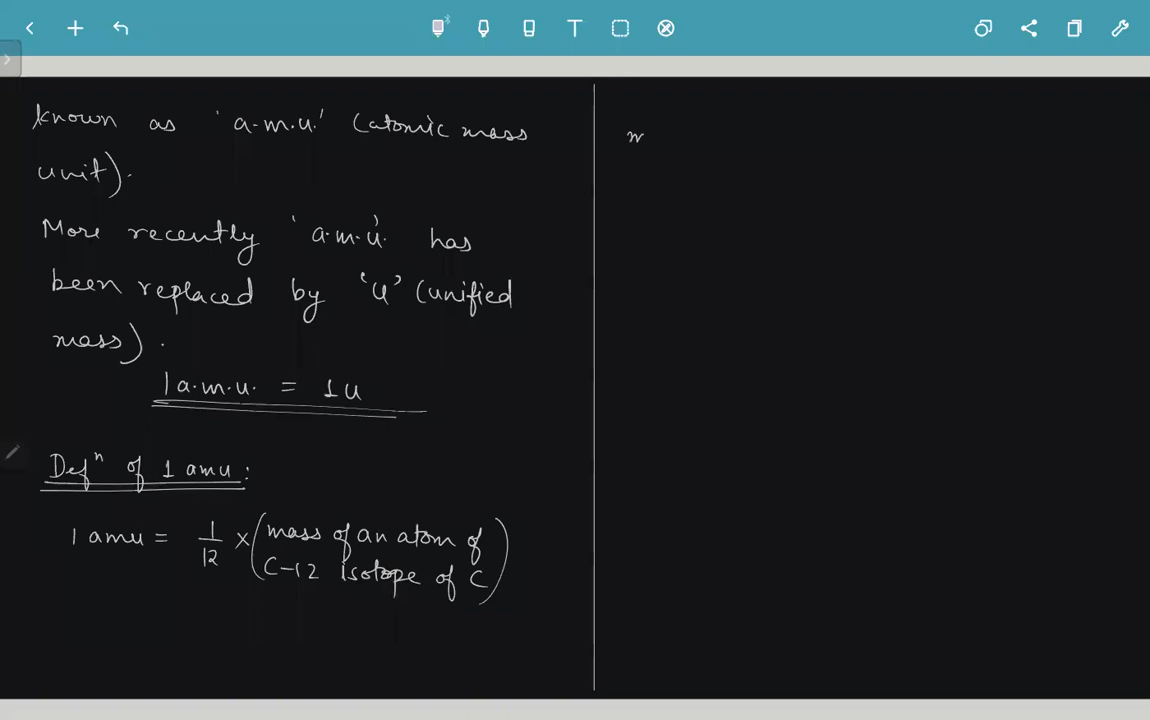 known as 'a.m.u.' (atomic mass
unit).
More recently 'a.m.u.' has
been replaced by 'u' (unified
mass).
1 a.m.u. = 1 u
Defⁿ of 1 amu:
1 amu = 1/12 × (mass of an atom of
C-12 isotope of C)